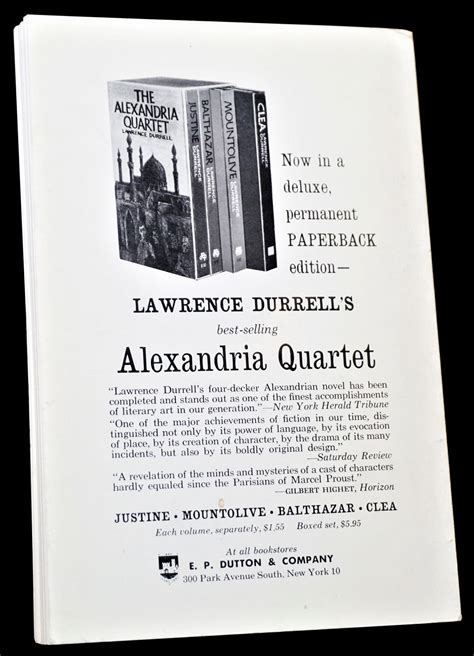 THE
ALEXANDRIA
QUARTET
LAWRENCE DURRELL
JUSTINE LAWRENCE DURRELL
BALTHAZAR
MOUNTOLIVE
CLEA
Now in a
deluxe,
permanent
PAPERBACK
edition—
LAWRENCE DURRELL'S
best-selling
Alexandria Quartet
"Lawrence Durrell's four-decker Alexandrian novel has been
completed and stands out as one of the finest accomplishments
of literary art in our generation."—New York Herald Tribune
"One of the major achievements of fiction in our time, dis-
tinguished not only by its power of language, by its evocation
of place, by its creation of character, by the drama of its many
incidents, but also by its boldly original design."—
—Saturday Review
"A revelation of the minds and mysteries of a cast of characters
hardly equaled since the Parisians of Marcel Proust."—
—GILBERT HIGHET, Horizon
JUSTINE • MOUNTOLIVE • BALTHAZAR • CLEA
Each volume, separately, $1.55 Boxed set, $5.95
At all bookstores
E. P. DUTTON & COMPANY
300 Park Avenue South, New York 10